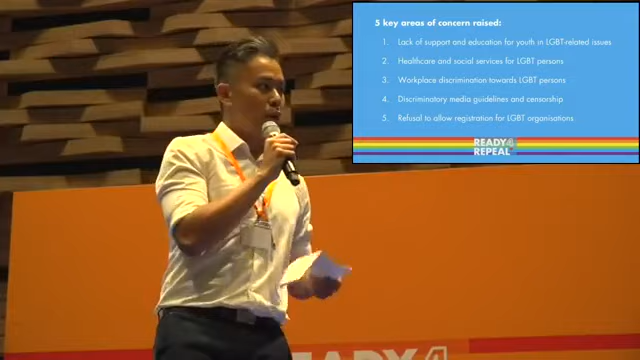 5 key areas of concern raised:
1. Lack of support and education for youth in LGBT-related issues
2. Healthcare and social services for LGBT persons
3. Workplace discrimination towards LGBT persons
4. Discriminatory media guidelines and censorship
5. Refusal to allow registration for LGBT organisations
READY4
REPEAL
READY4